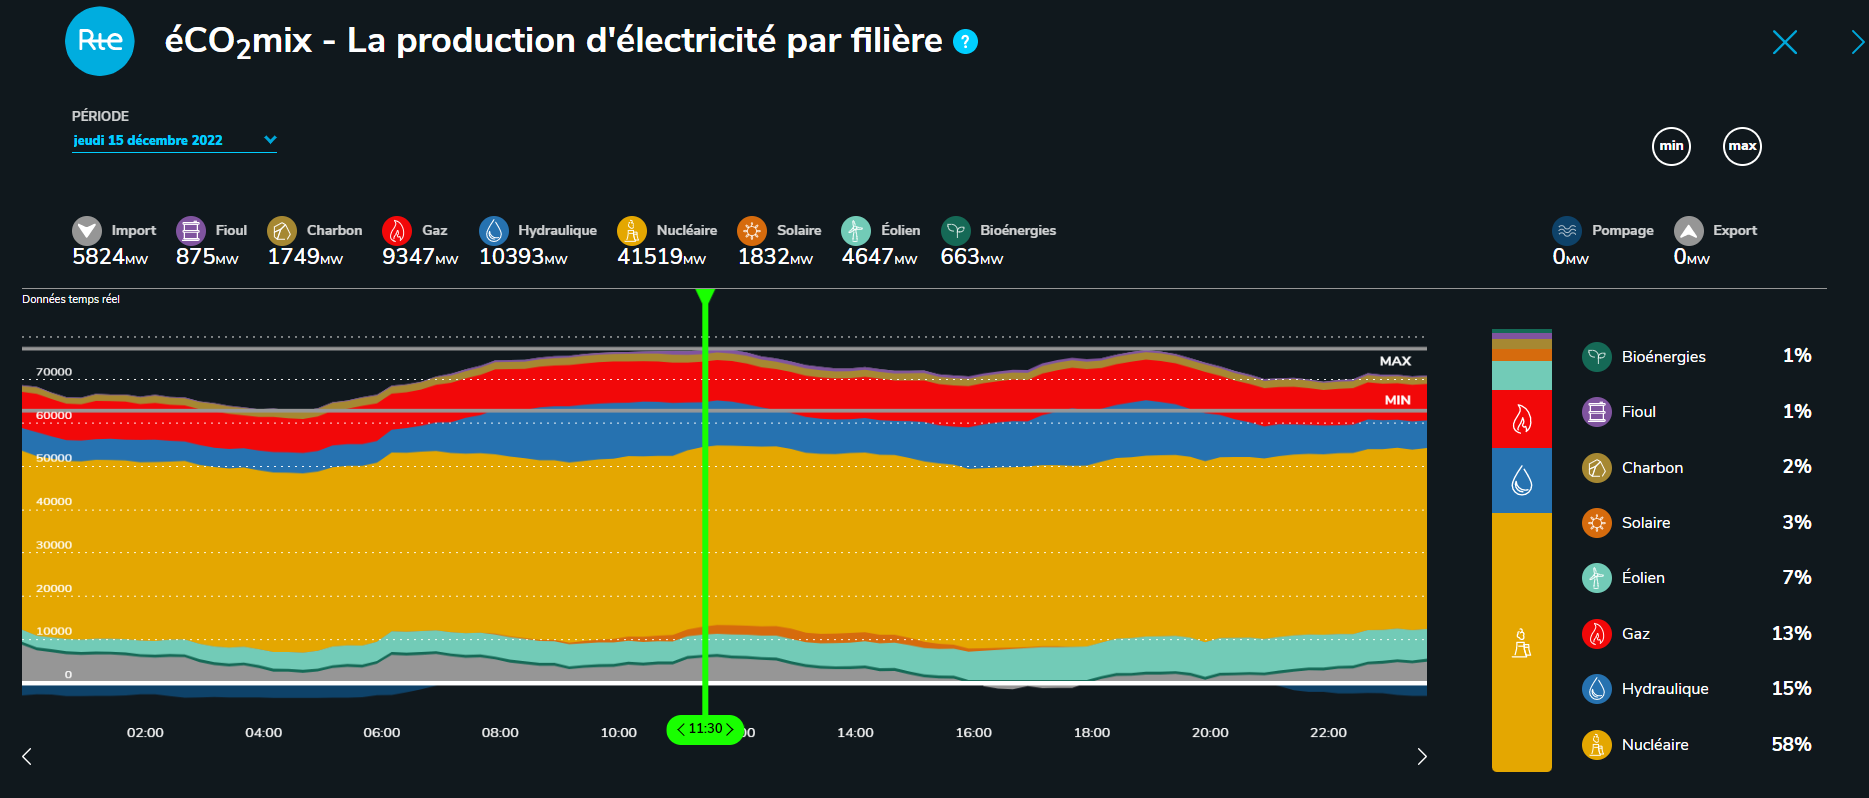 Rte
éCO₂mix - La production d'électricité par filière ?
PÉRIODE
jeudi 15 décembre 2022
min max
Import Fioul Charbon Gaz Hydraulique Nucléaire Solaire Éolien Bioénergies Pompage Export
5824MW 875MW 1749MW 9347MW 10393MW 41519MW 1832MW 4647MW 663MW 0MW 0MW
Données temps réel
MAX
70000
MIN
60000
50000
40000
30000
20000
10000
0
02:00 04:00 06:00 08:00 10:00 11:30 14:00 16:00 18:00 20:00 22:00
Bioénergies 1%
Fioul 1%
Charbon 2%
Solaire 3%
Éolien 7%
Gaz 13%
Hydraulique 15%
Nucléaire 58%